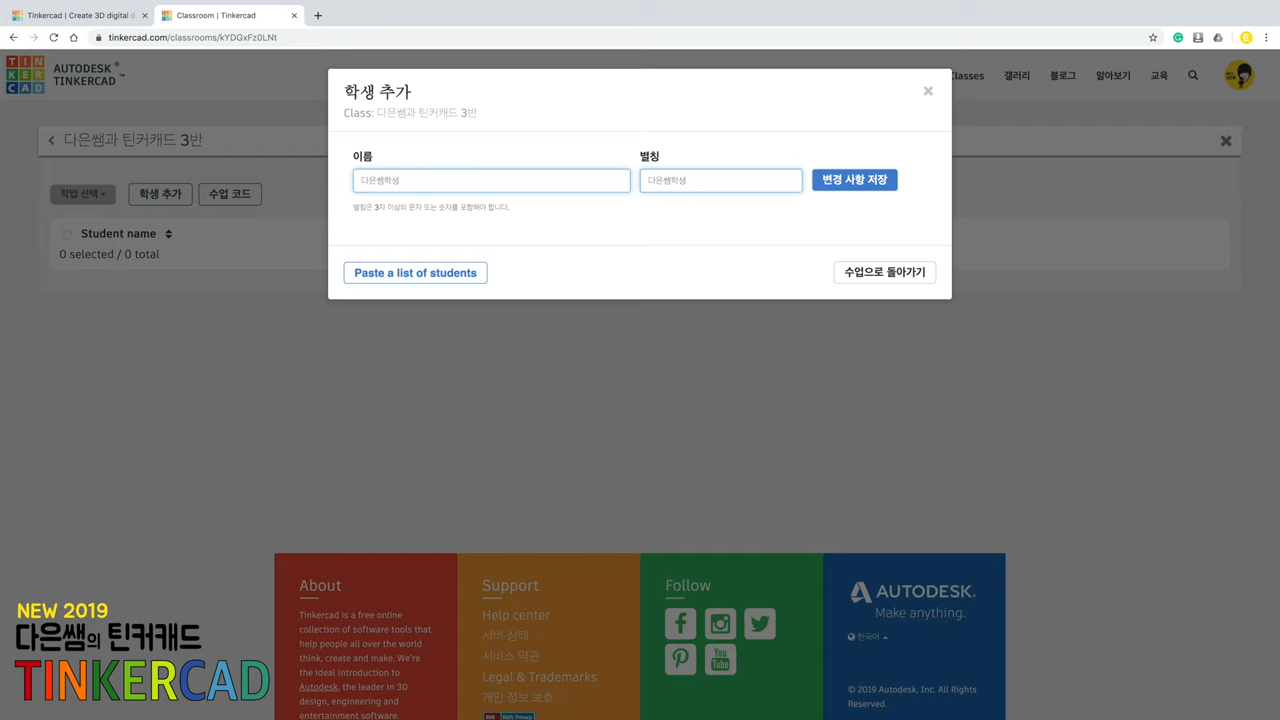 Tinkercad | Create 3D digital d
Classroom | Tinkercad
tinkercad.com/classrooms/kYDGxFz0LNt
TIN
KER
CAD
AUTODESK®
TINKERCAD™
Classes
갤러리
블로그
알아보기
교육
다은쌤과 틴커캐드 3반
작업 선택
학생 추가
수업 코드
Student name
0 selected / 0 total
학생 추가
Class: 다은쌤과 틴커캐드 3반
이름
별칭
다은쌤학생
다은쌤학생
변경 사항 저장
별칭은 3자 이상의 문자 또는 숫자를 포함해야 합니다.
Paste a list of students
수업으로 돌아가기
About
Tinkercad is a free online
collection of software tools that
help people all over the world
think, create and make. We're
the ideal introduction to
Autodesk, the leader in 3D
design, engineering and
entertainment software.
Support
Help center
서버 상태
서비스 약관
Legal & Trademarks
개인 정보 보호
kids Privacy
Follow
You
Tube
AUTODESK.
Make anything.
한국어
© 2019 Autodesk, Inc. All Rights
Reserved.
NEW 2019
다은쌤의 틴커캐드
TINKERCAD